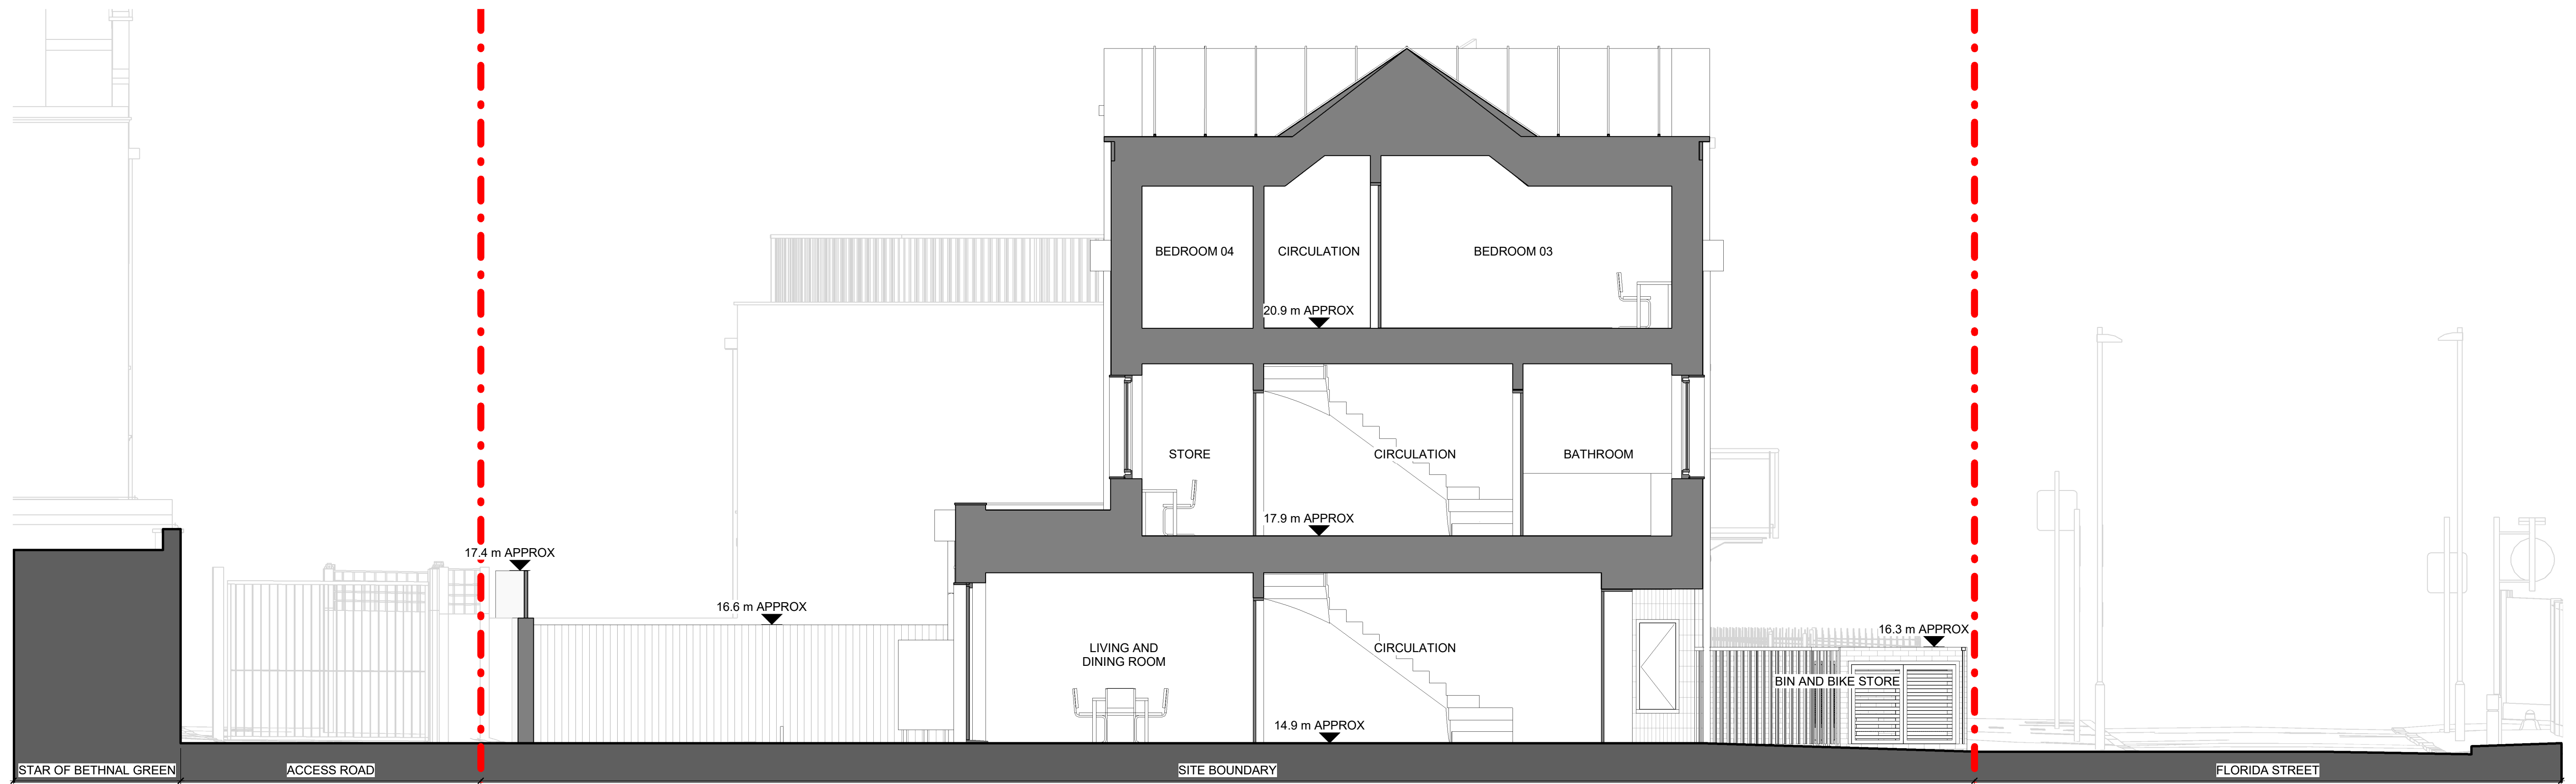 BEDROOM 04
CIRCULATION
BEDROOM 03
20.9 m APPROX
STORE
CIRCULATION
BATHROOM
17.9 m APPROX
17.4 m APPROX
16.6 m APPROX
16.3 m APPROX
LIVING AND
DINING ROOM
CIRCULATION
BIN AND BIKE STORE
14.9 m APPROX
STAR OF BETHNAL GREEN
ACCESS ROAD
SITE BOUNDARY
FLORIDA STREET